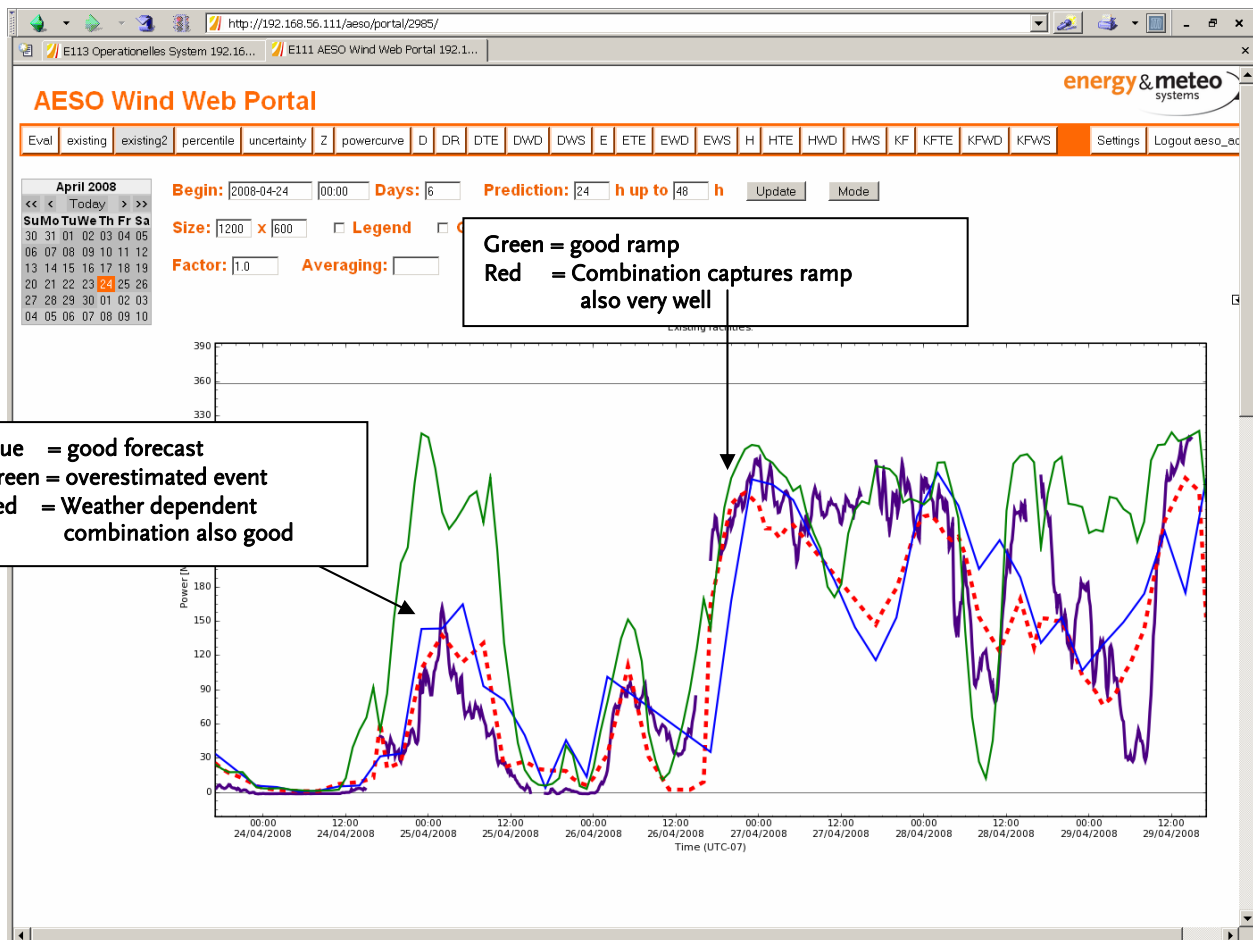 http://192.168.56.111/aeso/portal/2985/
E113 Operationelles System 192.16...
E111 AESO Wind Web Portal 192.1...
AESO Wind Web Portal
energy & meteo
systems
Eval existing existing2 percentile uncertainty Z powercurve D DR DTE DWD DWS E ETE EWD EWS H HTE HWD HWS KF KFTE KFWD KFWS Settings Logout
April 2008
<< < Today > >>
Su Mo Tu We Th Fr Sa
30 31 01 02 03 04 05
06 07 08 09 10 11 12
13 14 15 16 17 18 19
20 21 22 23 24 25 26
27 28 29 30 01 02 03
04 05 06 07 08 09 10
Begin: 2008-04-24 00:00 Days: 6 Prediction: 24 h up to 48 h Update Mode
Size: 1200 x 600 Legend
Factor: 1.0 Averaging:
Green = good ramp
Red = Combination captures ramp
also very well
Existing facilities:
390
360
330
ue = good forecast
reen = overestimated event
ed = Weather dependent
combination also good
Power
180
150
120
90
60
30
0
00:00 12:00 00:00 12:00 00:00 12:00 00:00 12:00 00:00 12:00 00:00 12:00
24/04/2008 24/04/2008 25/04/2008 25/04/2008 26/04/2008 26/04/2008 27/04/2008 27/04/2008 28/04/2008 28/04/2008 29/04/2008 29/04/2008
Time (UTC-07)